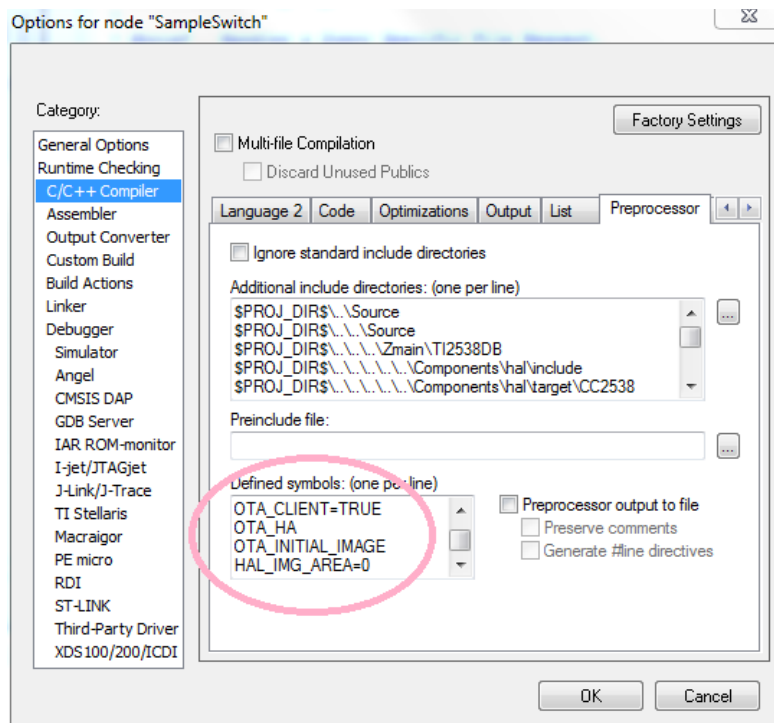 Options for node "SampleSwitch"
Category:
General Options
Runtime Checking
C/C++ Compiler
Assembler
Output Converter
Custom Build
Build Actions
Linker
Debugger
Simulator
Angel
CMSIS DAP
GDB Server
IAR ROM-monitor
I-jet/JTAGjet
J-Link/J-Trace
TI Stellaris
Macraigor
PE micro
RDI
ST-LINK
Third-Party Driver
XDS100/200/ICDI
Factory Settings
Multi-file Compilation
Discard Unused Publics
Language 2 Code Optimizations Output List Preprocessor
Ignore standard include directories
Additional include directories: (one per line)
$PROJ_DIR$\..\Source
$PROJ_DIR$\..\..\Source
$PROJ_DIR$\..\..\..\Zmain\TI2538DB
$PROJ_DIR$\..\..\..\..\..\Components\hal\include
$PROJ_DIR$\..\..\..\..\..\Components\hal\target\CC2538
...
Preinclude file:
...
Defined symbols: (one per line)
OTA_CLIENT=TRUE
OTA_HA
OTA_INITIAL_IMAGE
HAL_IMG_AREA=0
Preprocessor output to file
Preserve comments
Generate #line directives
OK Cancel